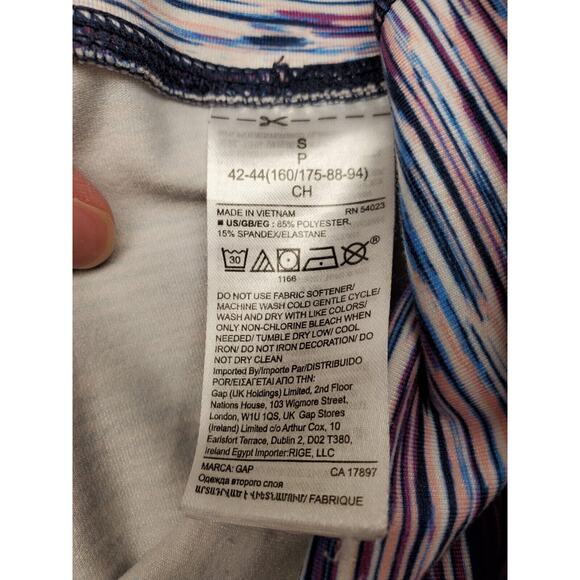 S
P
42-44(160/175-88-94)
CH
MADE IN VIETNAM RN 54023
■ US/GB/EG : 85% POLYESTER,
15% SPANDEX/ELASTANE
30
®
1166
DO NOT USE FABRIC SOFTENER/
MACHINE WASH COLD GENTLE CYCLE/
WASH AND DRY WITH LIKE COLORS/
ONLY NON-CHLORINE BLEACH WHEN
NEEDED/ TUMBLE DRY LOW/ COOL
IRON/ DO NOT IRON DECORATION/ DO
NOT DRY CLEAN
Imported By/Importe Par/DISTRIBUIDO
POR/ΕΙΣΑΓΕΤΑΙ ΑΠΟ ΤΗΝ:
Gap (UK Holdings) Limited, 2nd Floor
Nations House, 103 Wigmore Street,
London, W1U 1QS, UK Gap Stores
(Ireland) Limited c/o Arthur Cox, 10
Earlsfort Terrace, Dublin 2, D02 T380,
Ireland Egypt Importer:RIGE, LLC
MARCA: GAP CA 17897
Одежда второго слоя
ԱՐՏԱԴՐՎԱԾ Է ՎԻԵՏՆԱՄՈՒՄ/ FABRIQUE